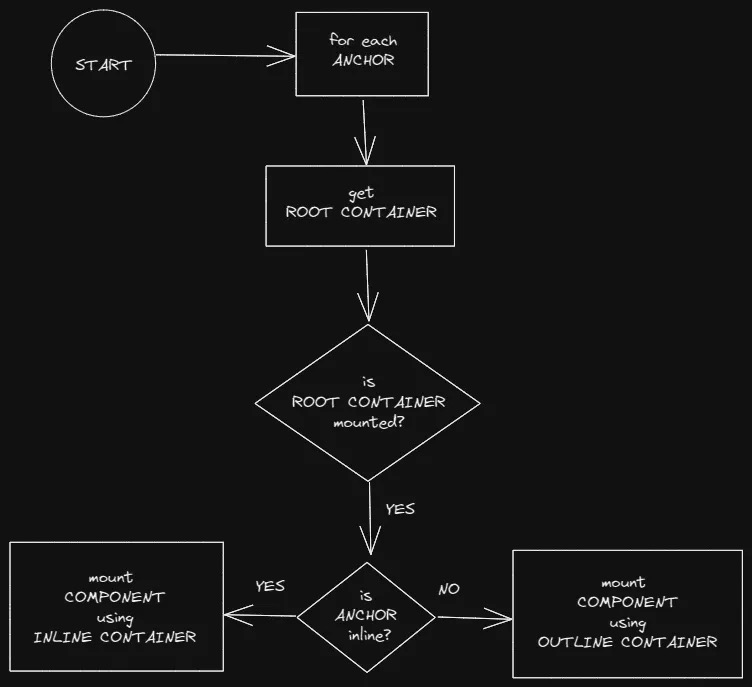 START
for each
ANCHOR
get
ROOT CONTAINER
is
ROOT CONTAINER
mounted?
YES
is
ANCHOR
inline?
YES
NO
mount
COMPONENT
using
INLINE CONTAINER
mount
COMPONENT
using
OUTLINE CONTAINER